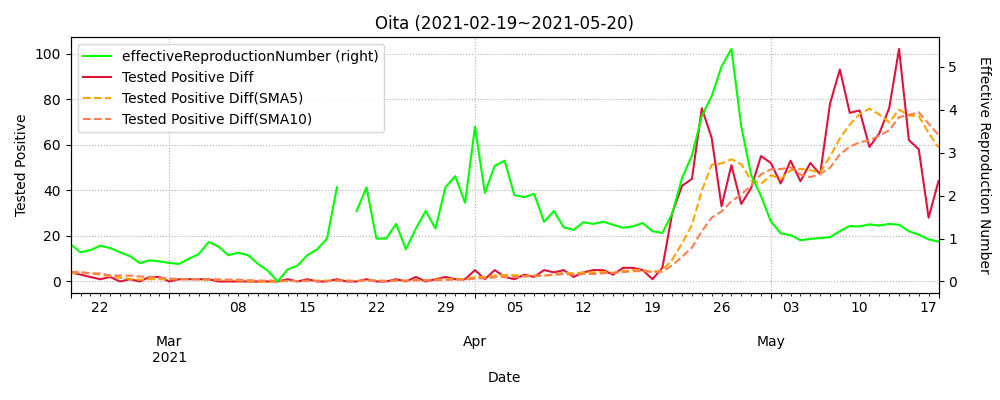 Oita (2021-02-19~2021-05-20)
effectiveReproductionNumber (right)
Tested Positive Diff
Tested Positive Diff(SMA5)
Tested Positive Diff(SMA10)
Tested Positive
100
80
60
40
20
0
Effective Reproduction Number
5
4
3
2
1
0
22 08 15 22 29 05 12 19 26 03 10 17
Mar Apr May
2021
Date